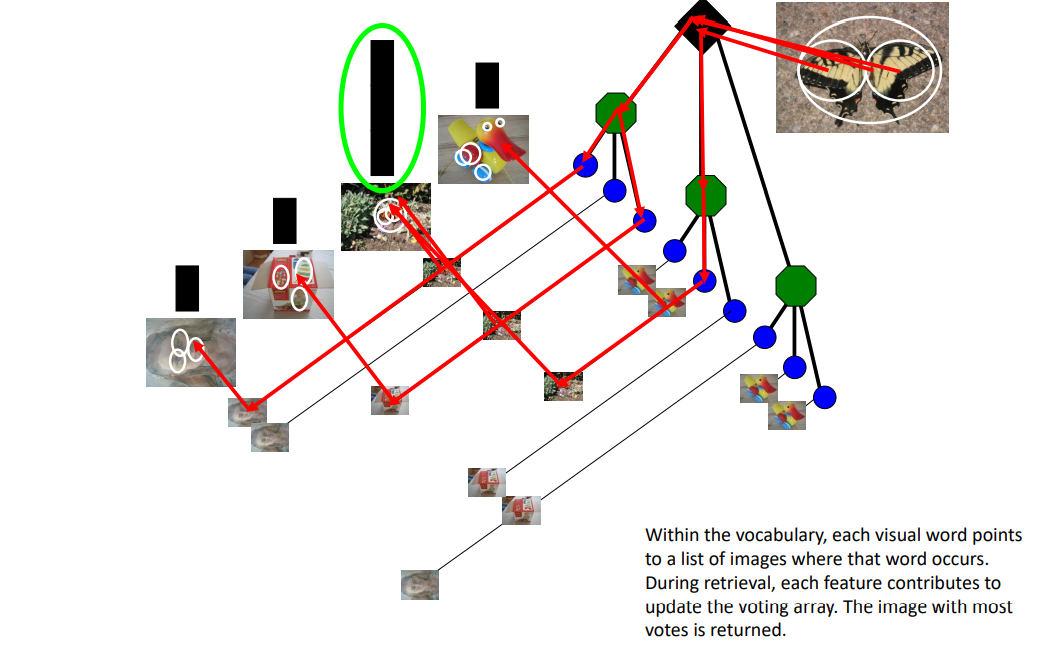 Within the vocabulary, each visual word points
to a list of images where that word occurs.
During retrieval, each feature contributes to
update the voting array. The image with most
votes is returned.